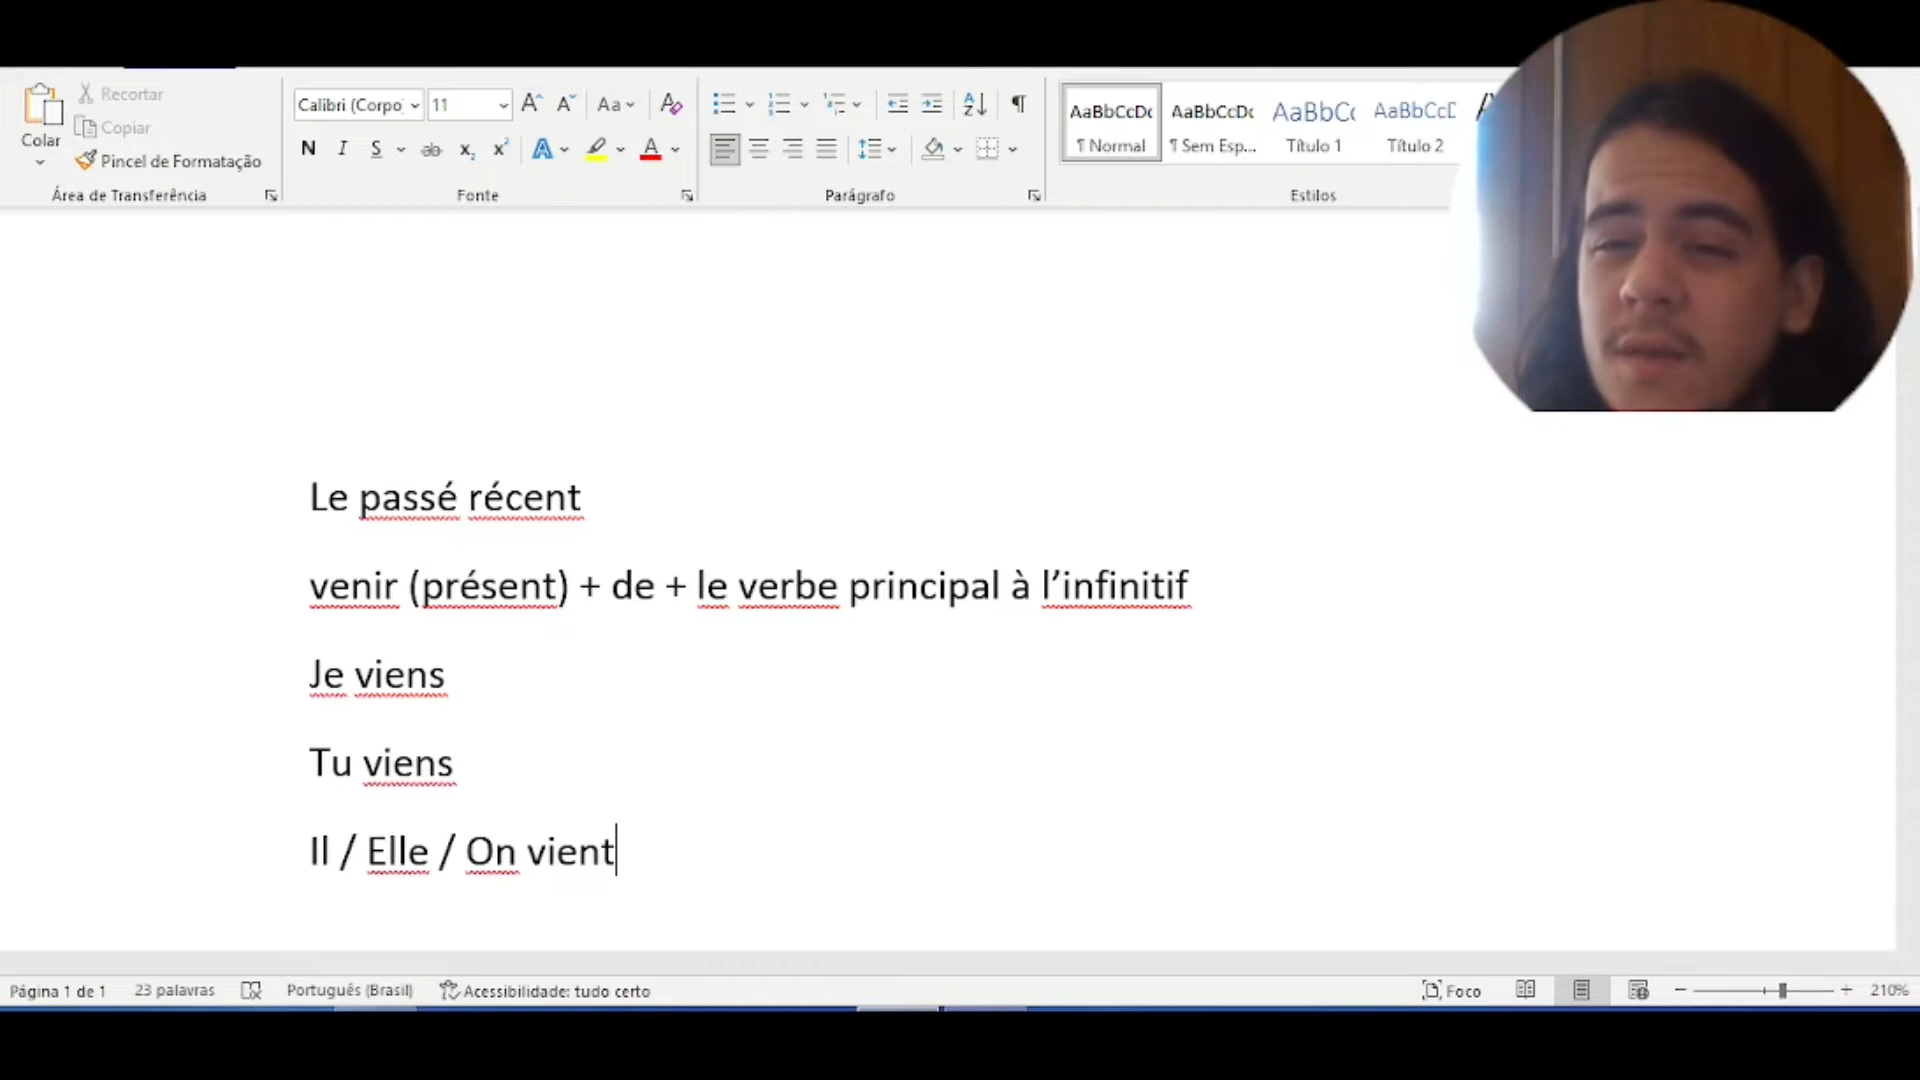 Recortar
Copiar
Colar
Pincel de Formatação
Área de Transferência
Calibri (Corpo
11
Aa
N I S ab x₂ x² A A
Fonte
Parágrafo
AaBbCcDc AaBbCcDc AaBbCc AaBbCcD
¶ Normal ¶ Sem Esp... Título 1 Título 2
Estilos
Le passé récent
venir (présent) + de + le verbe principal à l’infinitif
Je viens
Tu viens
Il / Elle / On vient
Página 1 de 1 23 palavras Português (Brasil) Acessibilidade: tudo certo Foco 210%